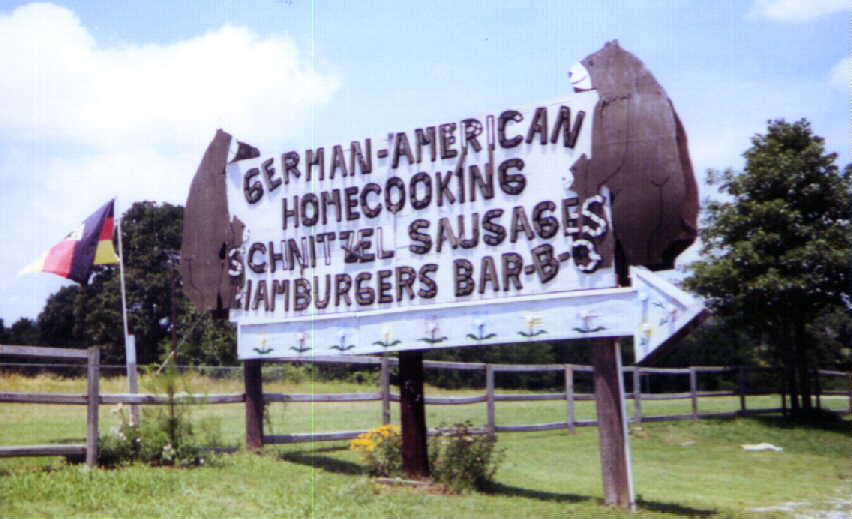 GERMAN-AMERICAN
HOMECOOKING
SCHNITZEL SAUSAGES
HAMBURGERS BAR-B-Q